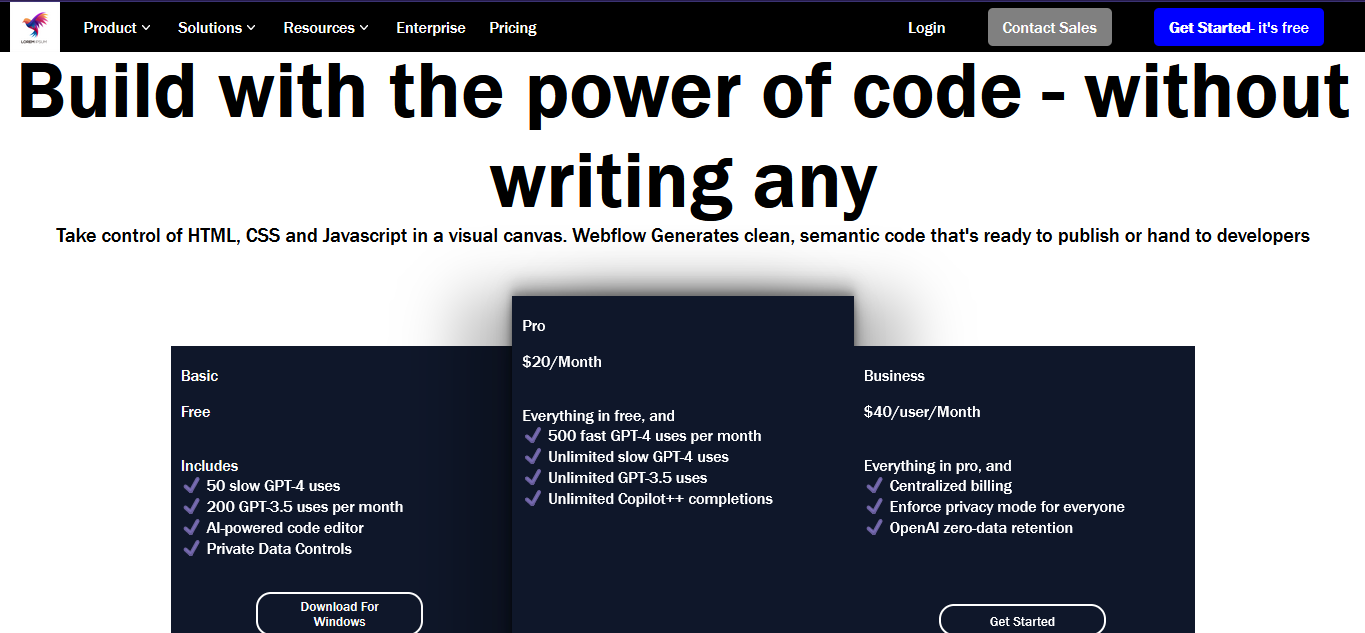 LOREM IPSUM
Product
Solutions
Resources
Enterprise
Pricing
Login
Contact Sales
Get Started- it's free
Build with the power of code - without
writing any
Take control of HTML, CSS and Javascript in a visual canvas. Webflow Generates clean, semantic code that's ready to publish or hand to developers
Basic
Free
Includes
50 slow GPT-4 uses
200 GPT-3.5 uses per month
AI-powered code editor
Private Data Controls
Download For
Windows
Pro
$20/Month
Everything in free, and
500 fast GPT-4 uses per month
Unlimited slow GPT-4 uses
Unlimited GPT-3.5 uses
Unlimited Copilot++ completions
Business
$40/user/Month
Everything in pro, and
Centralized billing
Enforce privacy mode for everyone
OpenAI zero-data retention
Get Started